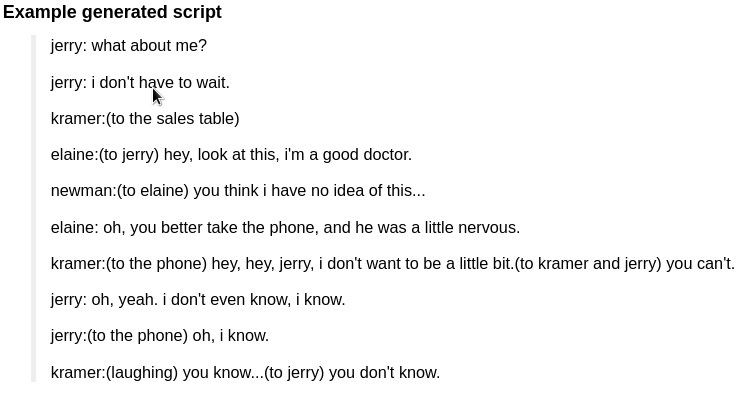 Example generated script
jerry: what about me?
jerry: i don't have to wait.
kramer:(to the sales table)
elaine:(to jerry) hey, look at this, i'm a good doctor.
newman:(to elaine) you think i have no idea of this...
elaine: oh, you better take the phone, and he was a little nervous.
kramer:(to the phone) hey, hey, jerry, i don't want to be a little bit.(to kramer and jerry) you can't.
jerry: oh, yeah. i don't even know, i know.
jerry:(to the phone) oh, i know.
kramer:(laughing) you know...(to jerry) you don't know.